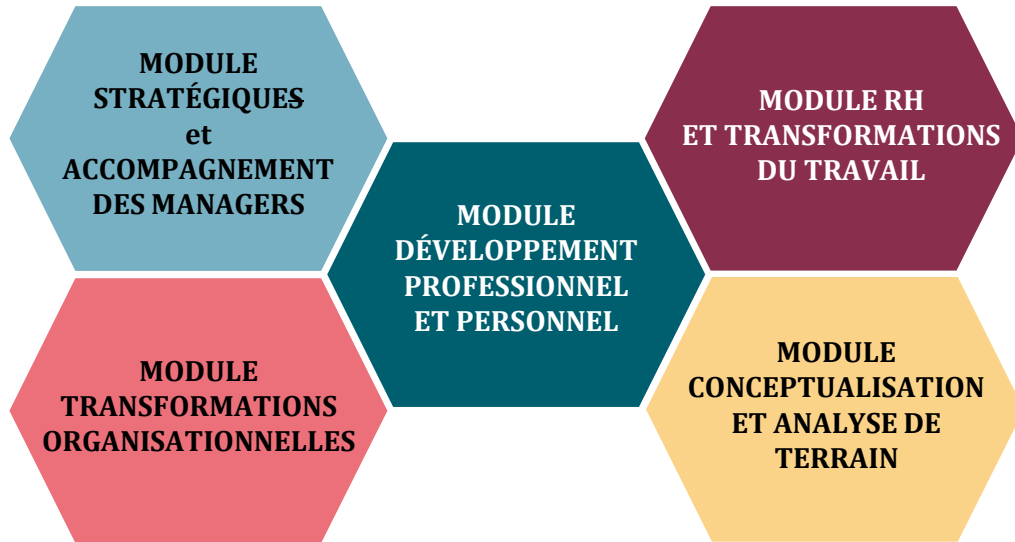 MODULE
STRATÉGIQUES
et
ACCOMPAGNEMENT
DES MANAGERS
MODULE RH
ET TRANSFORMATIONS
DU TRAVAIL
MODULE
DÉVELOPPEMENT
PROFESSIONNEL
ET PERSONNEL
MODULE
TRANSFORMATIONS
ORGANISATIONNELLES
MODULE
CONCEPTUALISATION
ET ANALYSE DE
TERRAIN